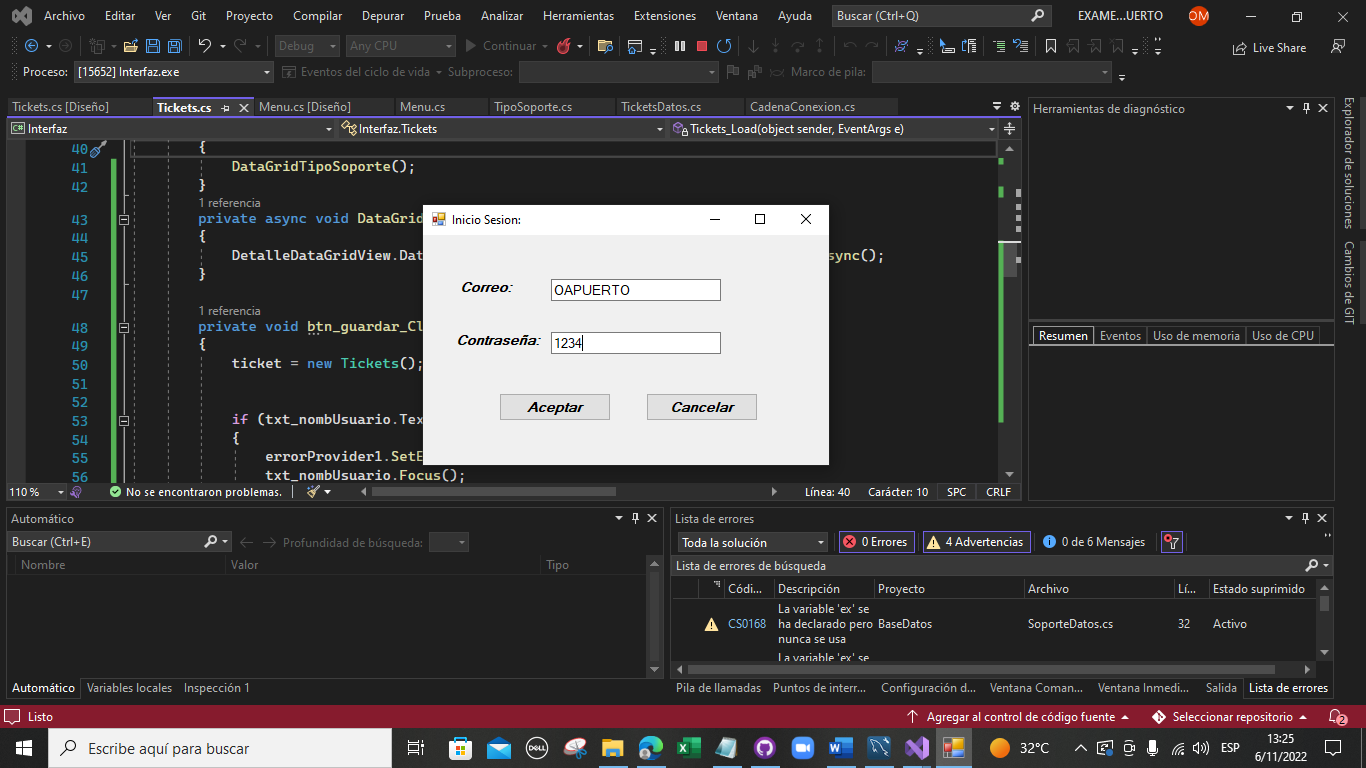 Archivo Editar Ver Git Proyecto Compilar Depurar Prueba Analizar Herramientas Extensiones Ventana Ayuda Buscar (Ctrl+Q) EXAME...UERTO OM
Debug Any CPU Continuar Live Share
Proceso: [15652] Interfaz.exe Eventos del ciclo de vida Subproceso: Marco de pila:
Tickets.cs [Diseño] Tickets.cs Menu.cs [Diseño] Menu.cs TipoSoporte.cs TicketsDatos.cs CadenaConexion.cs
Interfaz Interfaz.Tickets Tickets_Load(object sender, EventArgs e)
40 {
41 DataGridTipoSoporte();
42 }
1 referencia
43 private async void DataGrid
44 {
45 DetalleDataGridView.Dat sync();
46 }
47
1 referencia
48 private void btn_guardar_Cl
49 {
50 ticket = new Tickets();
51
52
53 if (txt_nombUsuario.Tex
54 {
55 errorProvider1.SetE
56 txt_nombUsuario.Focus();
110 % No se encontraron problemas. Línea: 40 Carácter: 10 SPC CRLF
Inicio Sesion:
Correo: OAPUERTO
Contraseña: 1234
Aceptar Cancelar
Herramientas de diagnóstico
Resumen Eventos Uso de memoria Uso de CPU
Explorador de soluciones
Cambios de GIT
Automático
Buscar (Ctrl+E) Profundidad de búsqueda:
Nombre Valor Tipo
Automático Variables locales Inspección 1
Lista de errores
Toda la solución 0 Errores 4 Advertencias 0 de 6 Mensajes
Lista de errores de búsqueda
Códi... Descripción Proyecto Archivo Lí... Estado suprimido
La variable 'ex' se
CS0168 ha declarado pero BaseDatos SoporteDatos.cs 32 Activo
nunca se usa
La variable 'ex' se
Pila de llamadas Puntos de interr... Configuración d... Ventana Coman... Ventana Inmedi... Salida Lista de errores
Listo Agregar al control de código fuente Seleccionar repositorio 2
Escribe aquí para buscar DELL 32°C ESP 13:25
6/11/2022